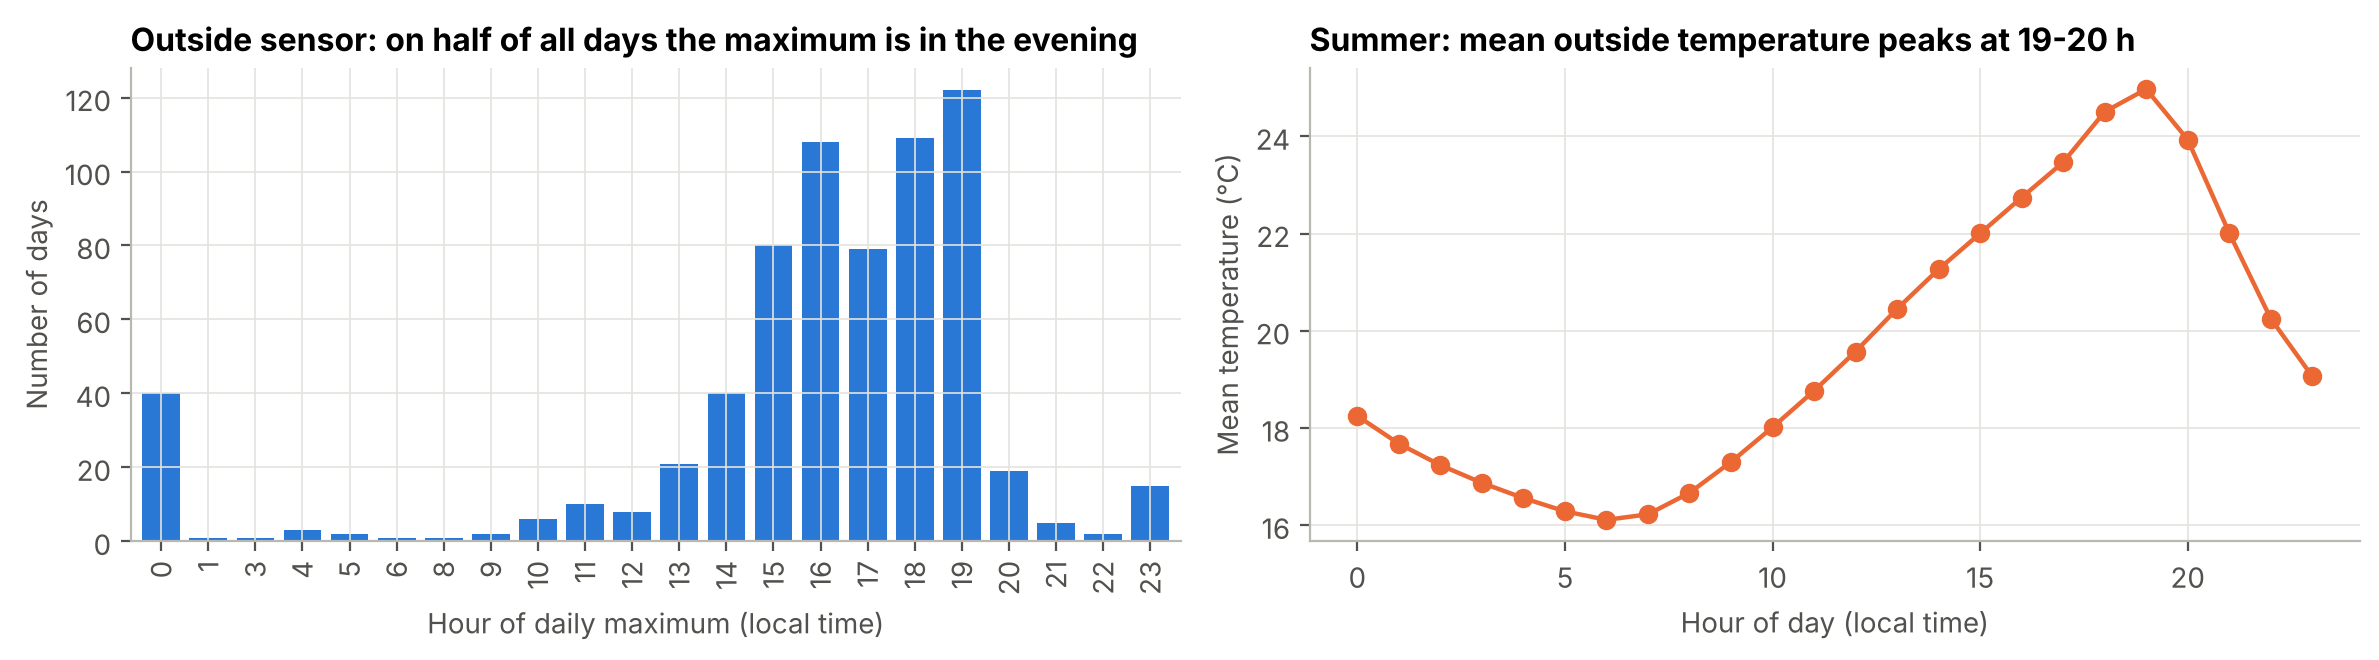 Outside sensor: on half of all days the maximum is in the evening
Number of days
120
100
80
60
40
20
0
0 1 3 4 5 6 8 9 10 11 12 13 14 15 16 17 18 19 20 21 22 23
Hour of daily maximum (local time)
Summer: mean outside temperature peaks at 19-20 h
Mean temperature (°C)
24
22
20
18
16
0 5 10 15 20
Hour of day (local time)